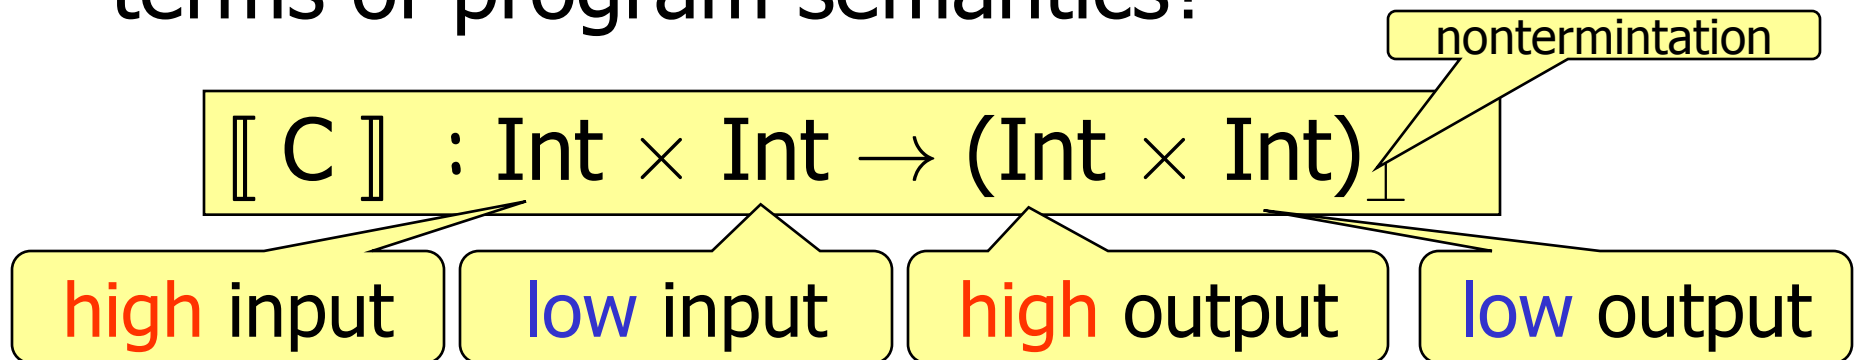 terms of program semantics?
nontermintation
⟦ C ⟧ : Int × Int → (Int × Int)⊥
high input
low input
high output
low output